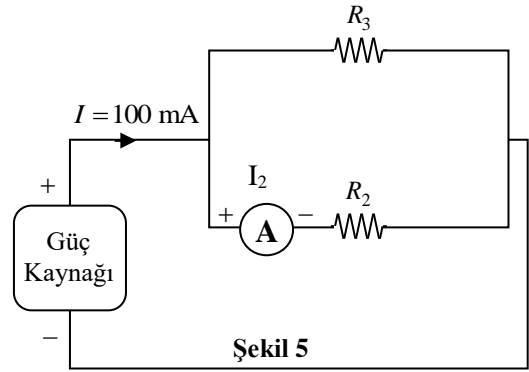 R₃
I = 100 mA
I₂
R₂
+
+
−
A
Güç
Kaynağı
−
Şekil 5